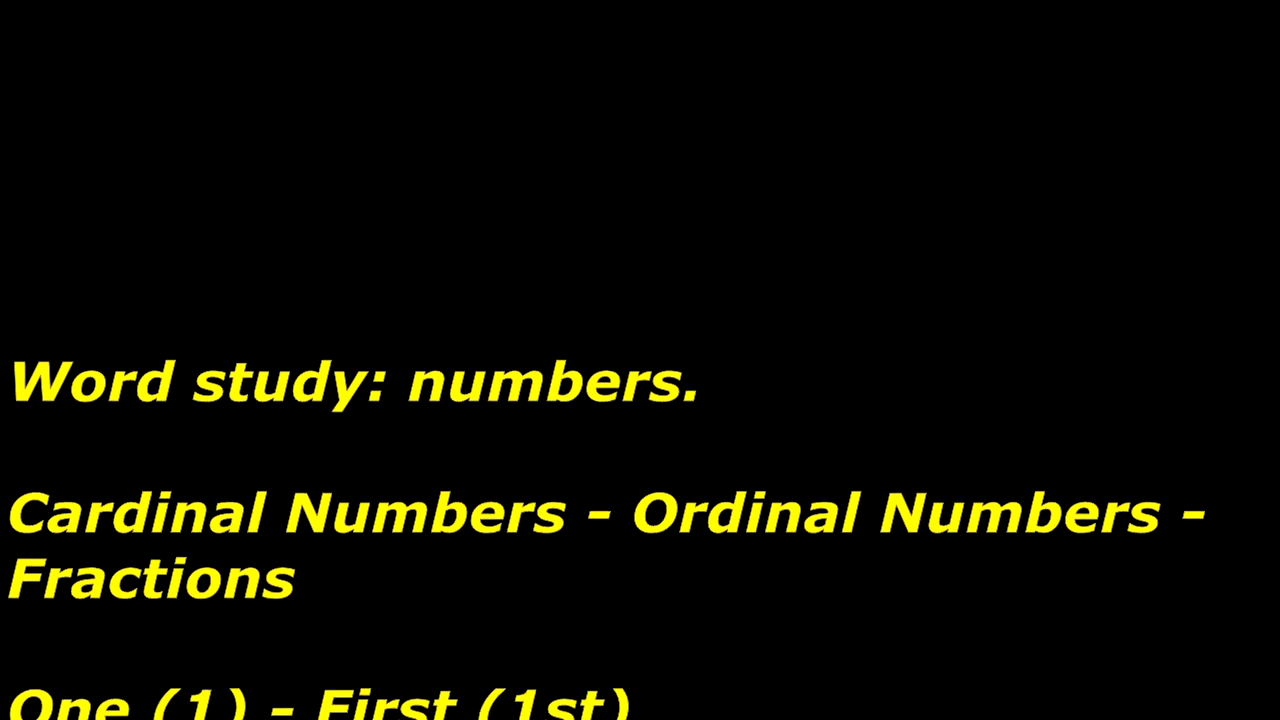 Word study: numbers.
Cardinal Numbers - Ordinal Numbers -
Fractions
One (1) - First (1st)